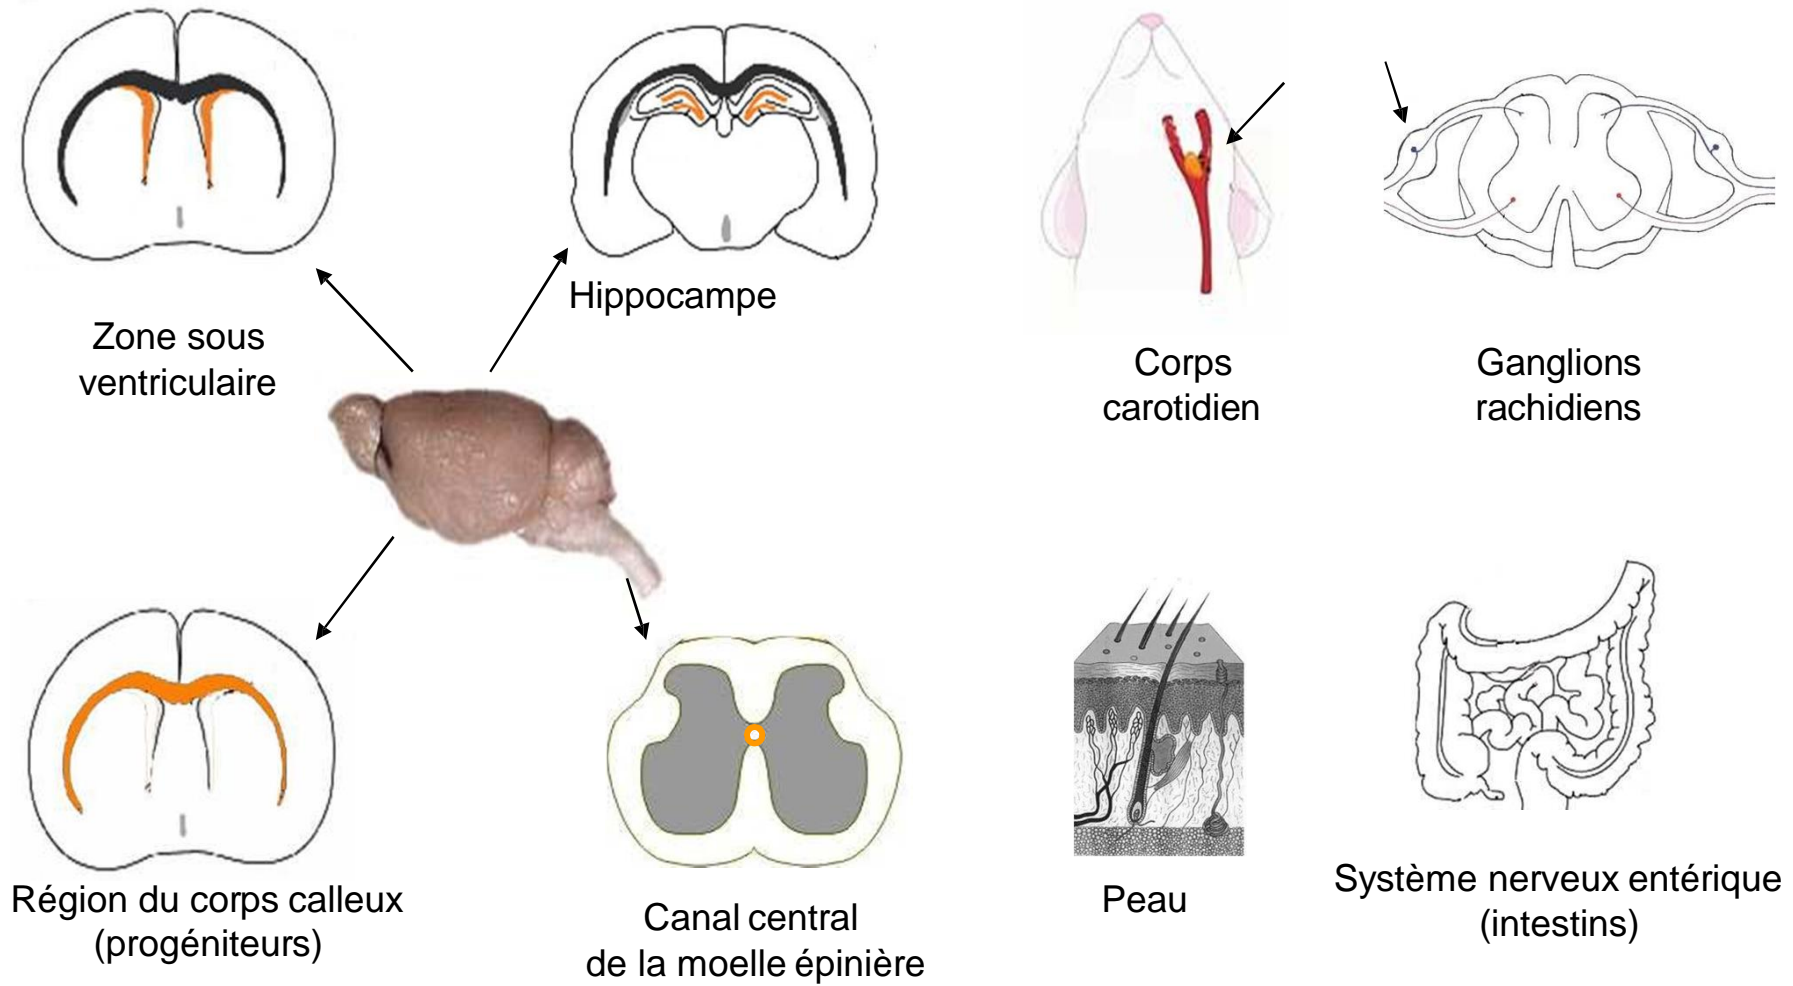 Hippocampe
Zone sous
ventriculaire
Corps
carotidien
Ganglions
rachidiens
Région du corps calleux
(progéniteurs)
Canal central
de la moelle épinière
Peau
Système nerveux entérique
(intestins)